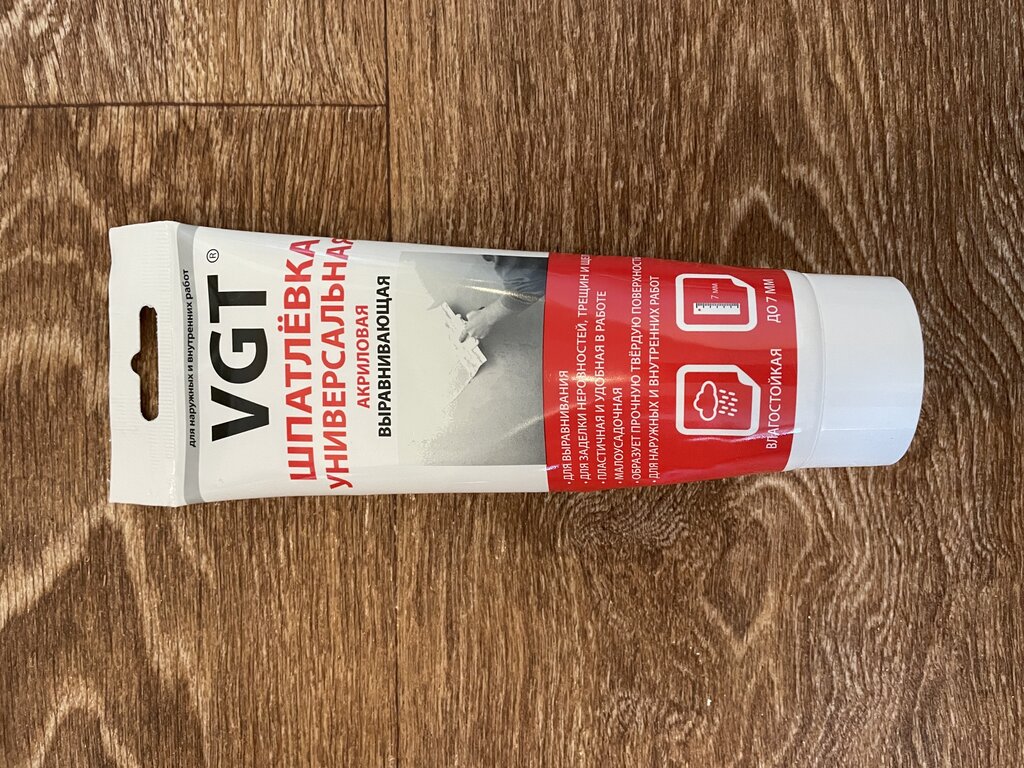 для наружных и внутренних работ
VGT®
ШПАТЛЁВКА
УНИВЕРСАЛЬНАЯ
АКРИЛОВАЯ
ВЫРАВНИВАЮЩАЯ
• ДЛЯ ВЫРАВНИВАНИЯ
• ДЛЯ ЗАДЕЛКИ НЕРОВНОСТЕЙ, ТРЕЩИН И
• ПЛАСТИЧНАЯ И УДОБНАЯ В РАБОТЕ
• МАЛОУСАДОЧНАЯ
• ОБРАЗУЕТ ПРОЧНУЮ ТВЁРДУЮ ПОВЕРХНОСТЬ
• ДЛЯ НАРУЖНЫХ И ВНУТРЕННИХ РАБОТ
7 мм
ВЛАГОСТОЙКАЯ ДО 7 ММ